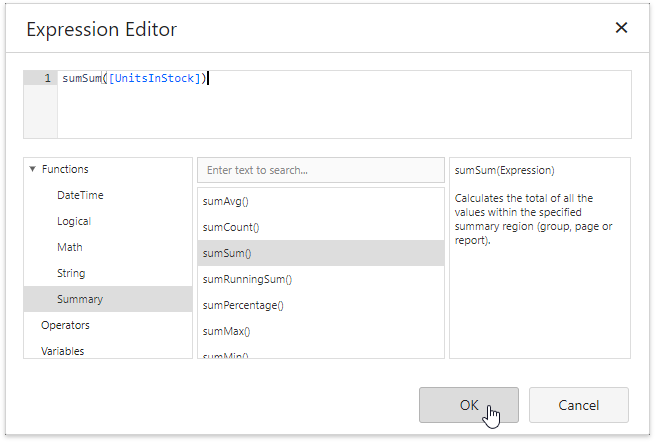 Expression Editor
1 sumSum([UnitsInStock])
Functions
DateTime
Logical
Math
String
Summary
Operators
Variables
Enter text to search...
sumAvg()
sumCount()
sumSum()
sumRunningSum()
sumPercentage()
sumMax()
sumMin()
sumSum(Expression)
Calculates the total of all the
values within the specified
summary region (group, page or
report).
OK
Cancel